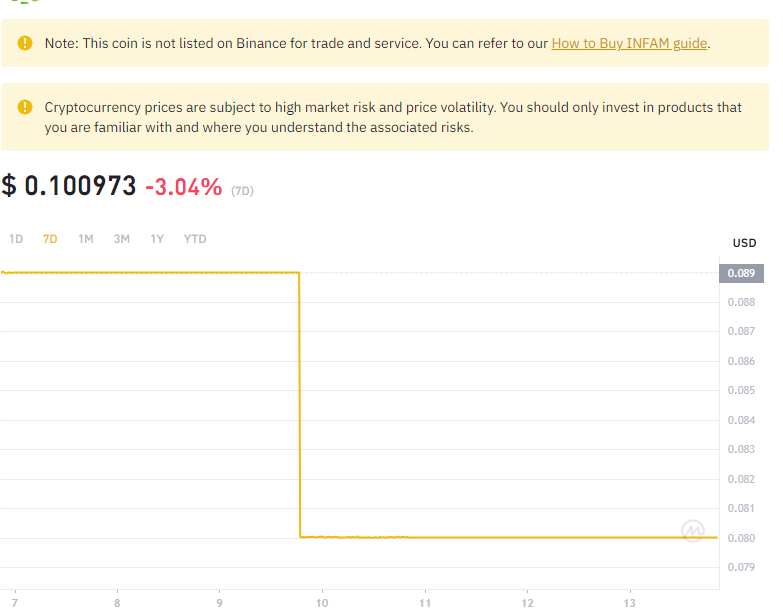 Note: This coin is not listed on Binance for trade and service. You can refer to our How to Buy INFAM guide.
Cryptocurrency prices are subject to high market risk and price volatility. You should only invest in products that
you are familiar with and where you understand the associated risks.
$ 0.100973 -3.04% (7D)
1D 7D 1M 3M 1Y YTD
USD
0.089
0.088
0.087
0.086
0.085
0.084
0.083
0.082
0.081
0.080
0.079
7 8 9 10 11 12 13